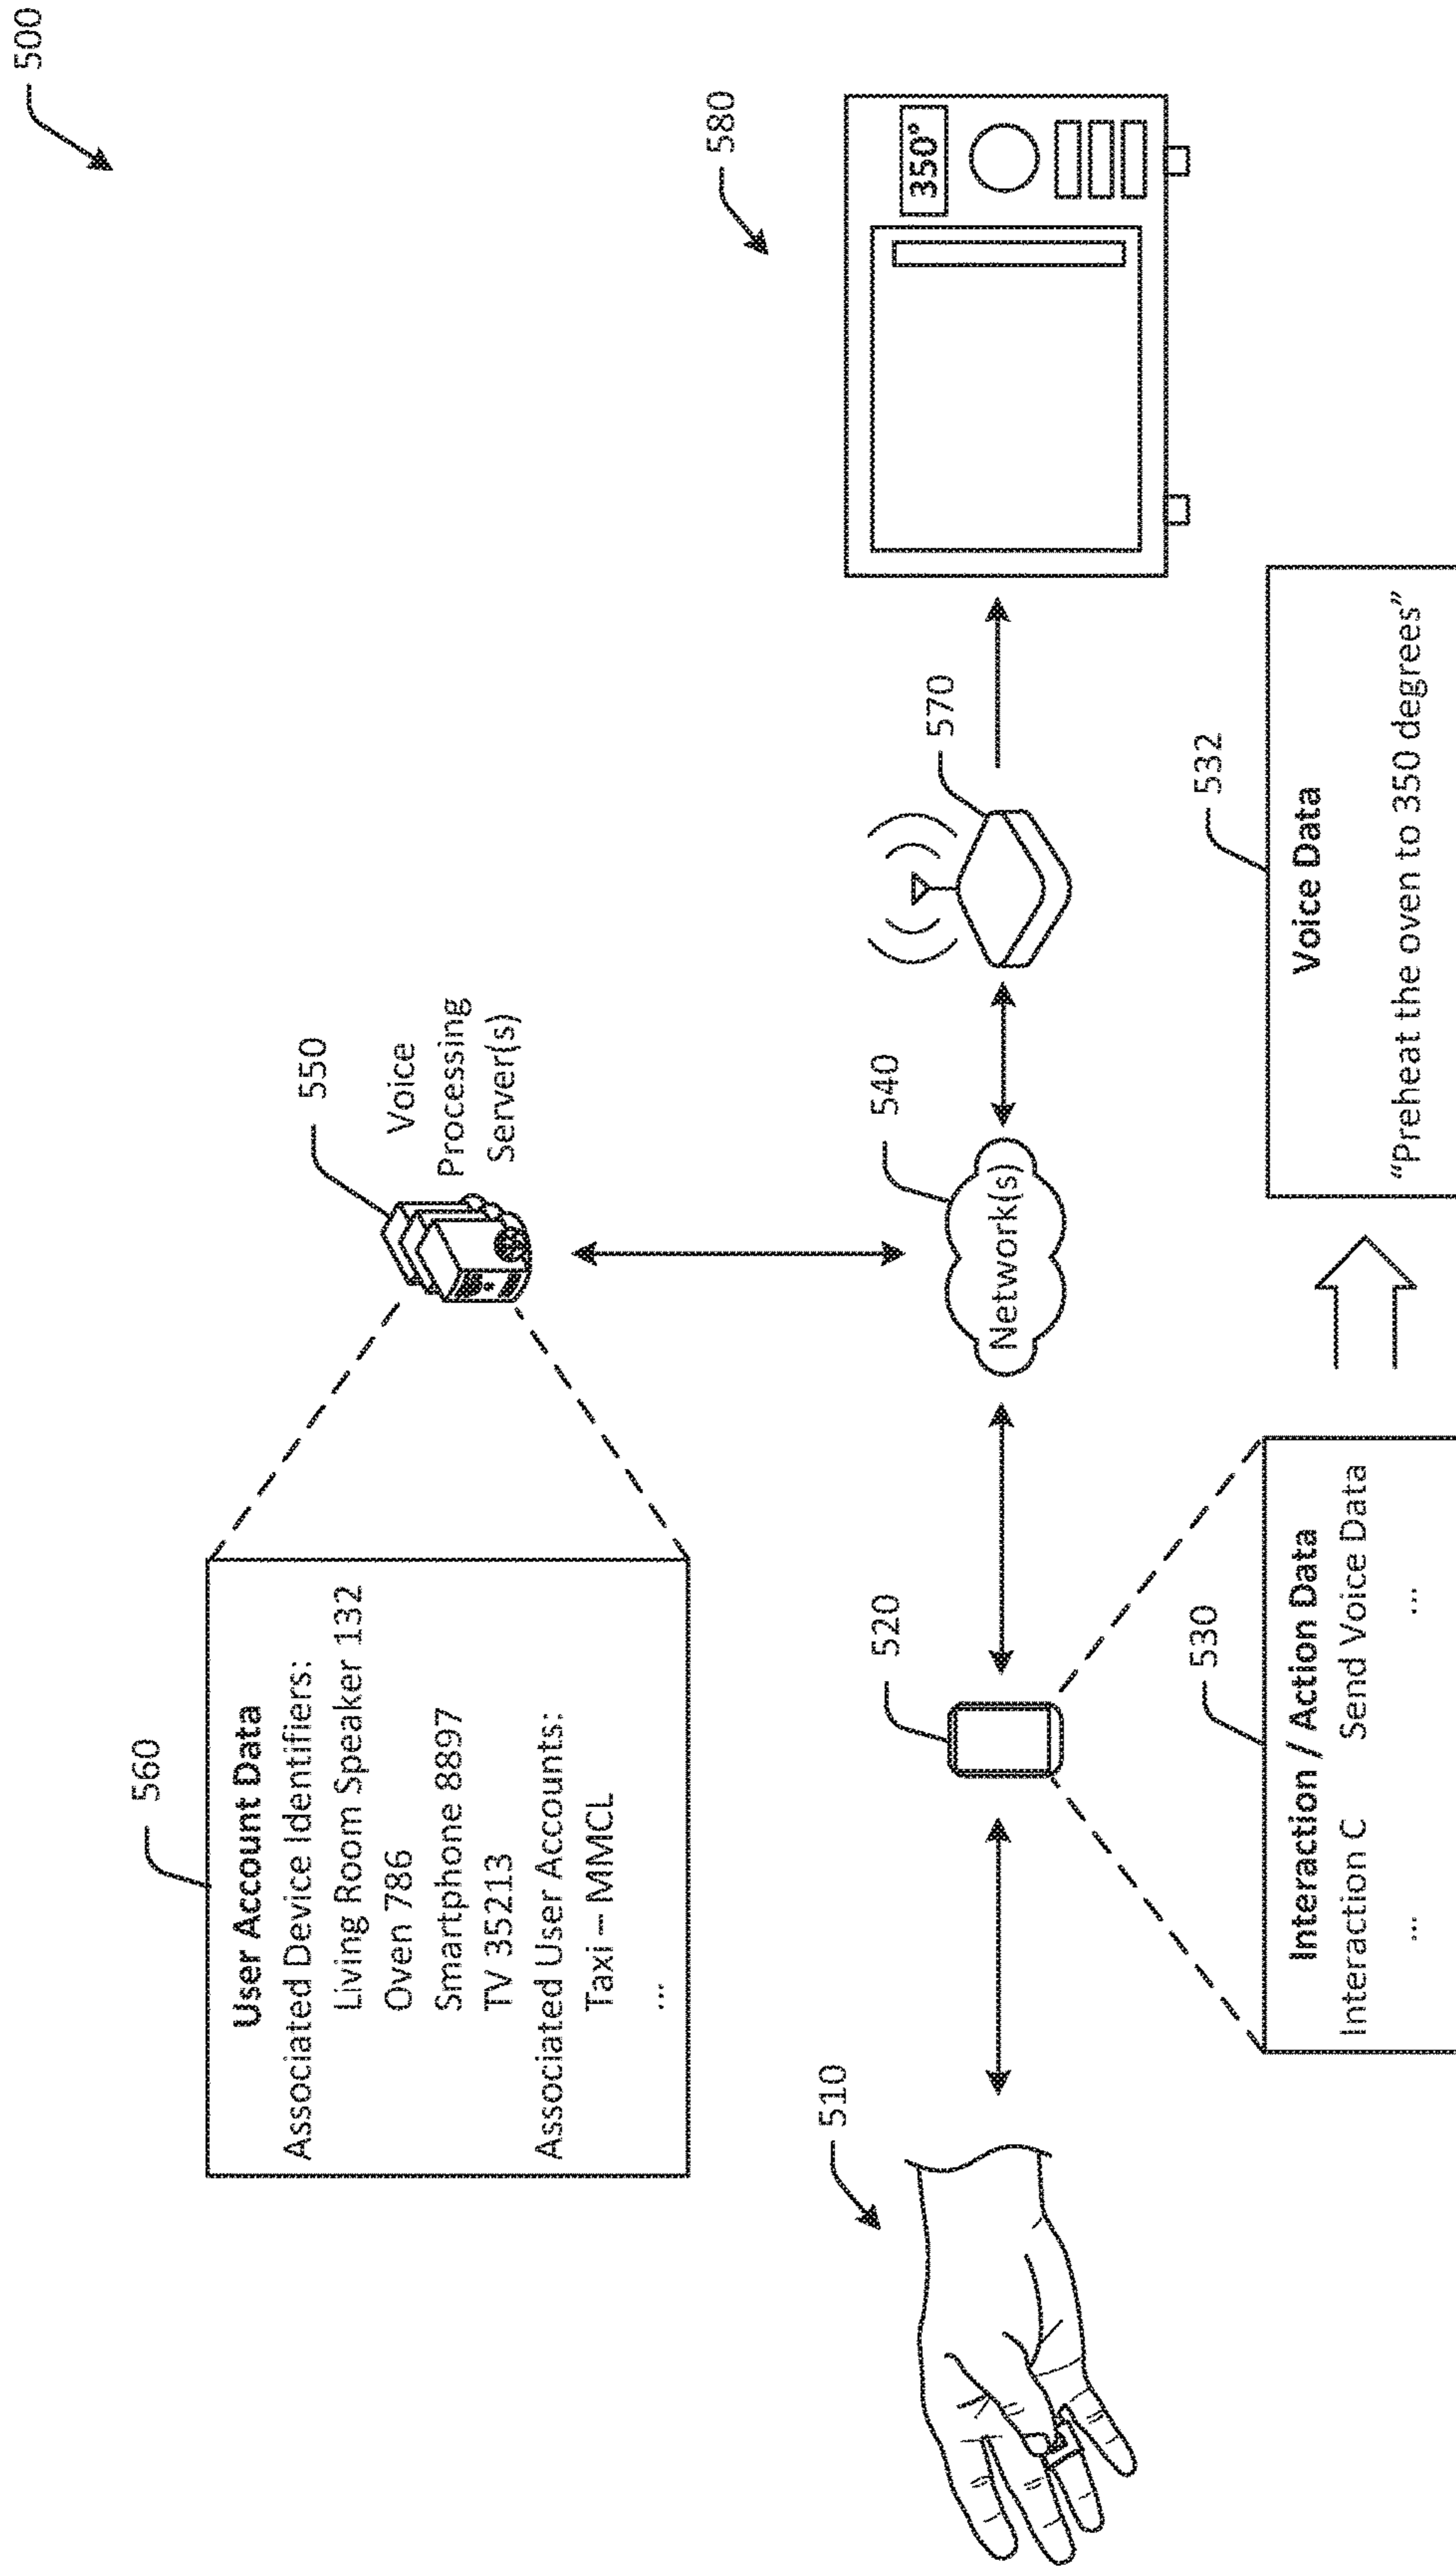 500
560
User Account Data
Associated Device Identifiers:
Living Room Speaker 132
Oven 786
Smartphone 8897
TV 35213
Associated User Accounts:
Taxi – MMCL
...
550
Voice
Processing
Server(s)
510
520
540
Network(s)
570
580
350°
530
Interaction / Action Data
Interaction C Send Voice Data
... ...
532
Voice Data
“Preheat the oven to 350 degrees”